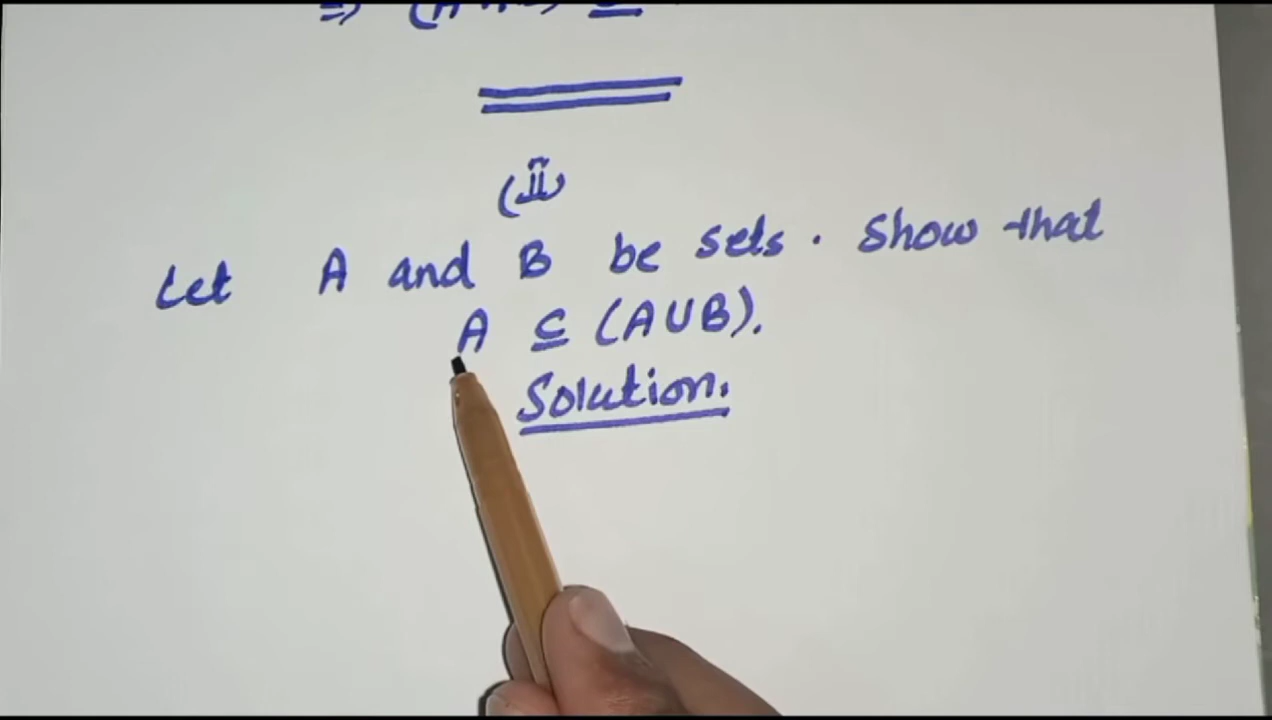 (ii)
Let A and B be sets. Show that
A ⊆ (A∪B).
Solution.